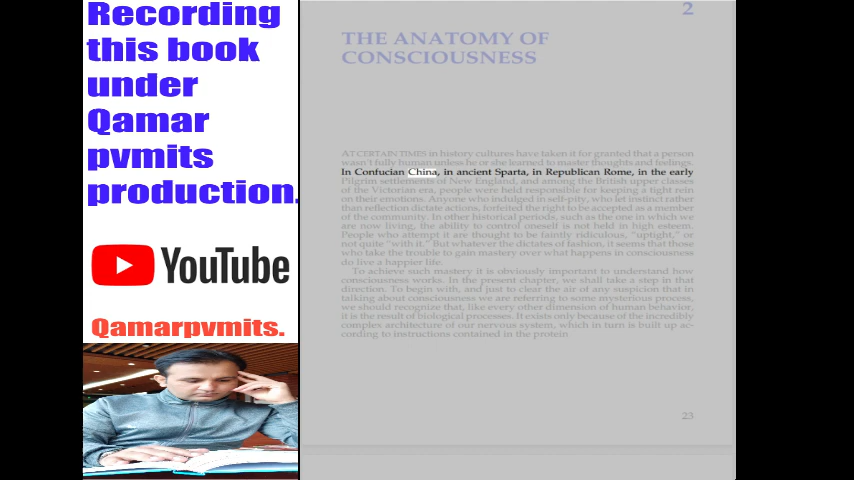 Recording
this book
under
Qamar
pvmits
production.
YouTube
Qamarpvmits.
2
THE ANATOMY OF
CONSCIOUSNESS
AT CERTAIN TIMES in history cultures have taken it for granted that a person
wasn't fully human unless he or she learned to master thoughts and feelings.
In Confucian China, in ancient Sparta, in Republican Rome, in the early
Pilgrim settlements of New England, and among the British upper classes
of the Victorian era, people were held responsible for keeping a tight rein
on their emotions. Anyone who indulged in self-pity, who let instinct rather
than reflection dictate actions, forfeited the right to be accepted as a member
of the community. In other historical periods, such as the one in which we
are now living, the ability to control oneself is not held in high esteem.
People who attempt it are thought to be faintly ridiculous, "uptight," or
not quite "with it." But whatever the dictates of fashion, it seems that those
who take the trouble to gain mastery over what happens in consciousness
do live a happier life.
To achieve such mastery it is obviously important to understand how
consciousness works. In the present chapter, we shall take a step in that
direction. To begin with, and just to clear the air of any suspicion that in
talking about consciousness we are referring to some mysterious process,
we should recognize that, like every other dimension of human behavior,
it is the result of biological processes. It exists only because of the incredibly
complex architecture of our nervous system, which in turn is built up ac-
cording to instructions contained in the protein
23